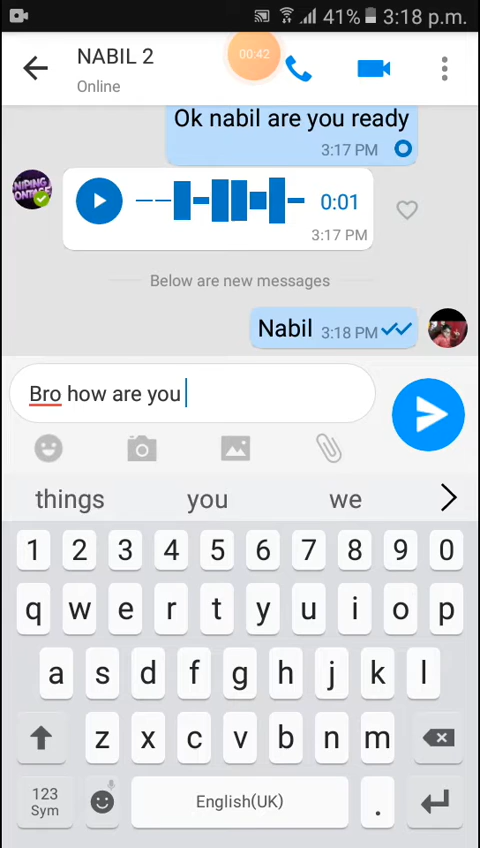 41% 3:18 p.m.
00:42
NABIL 2
Online
Ok nabil are you ready
3:17 PM
0:01
3:17 PM
Below are new messages
Nabil 3:18 PM
Bro how are you
things you we
1 2 3 4 5 6 7 8 9 0
q w e r t y u i o p
a s d f g h j k l
z x c v b n m
123
Sym
English(UK)
.